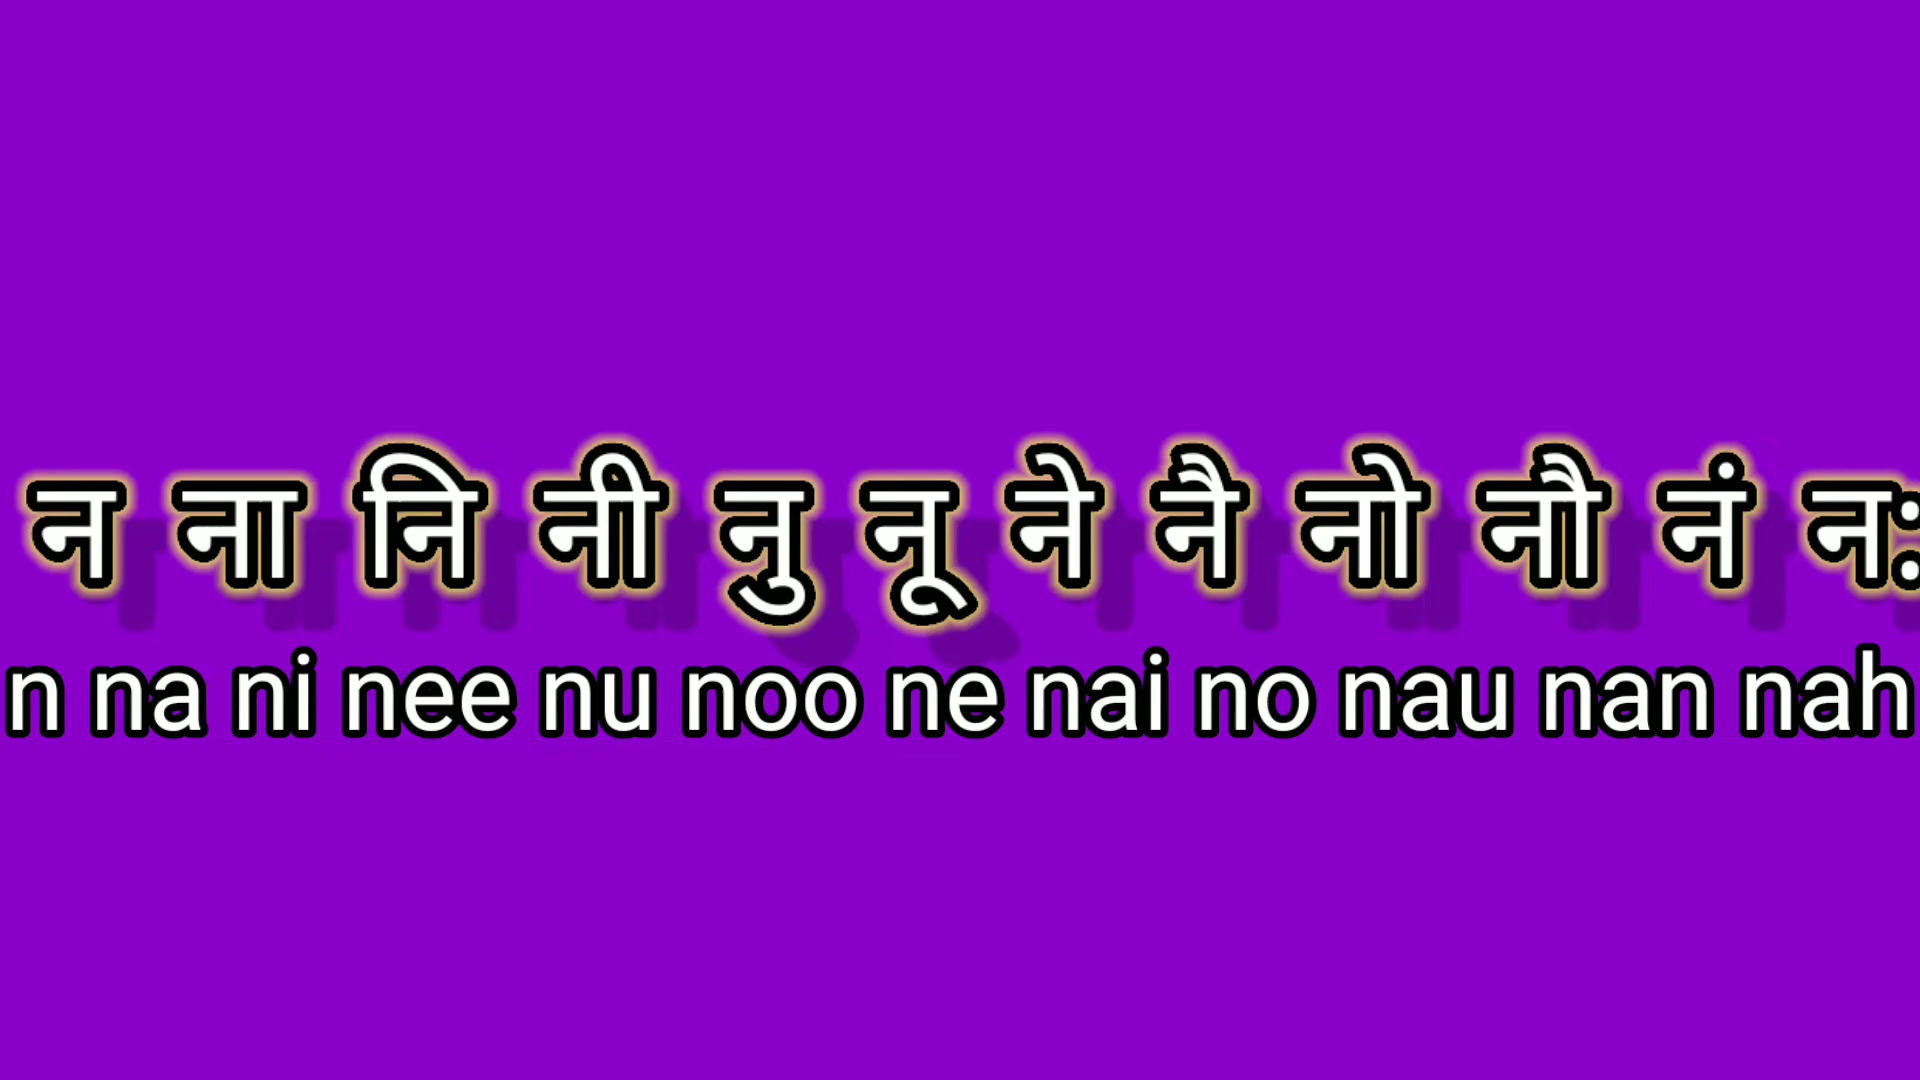 न ना नि नी नु नू ने नै नो नौ नं नः
n na ni nee nu noo ne nai no nau nan nah